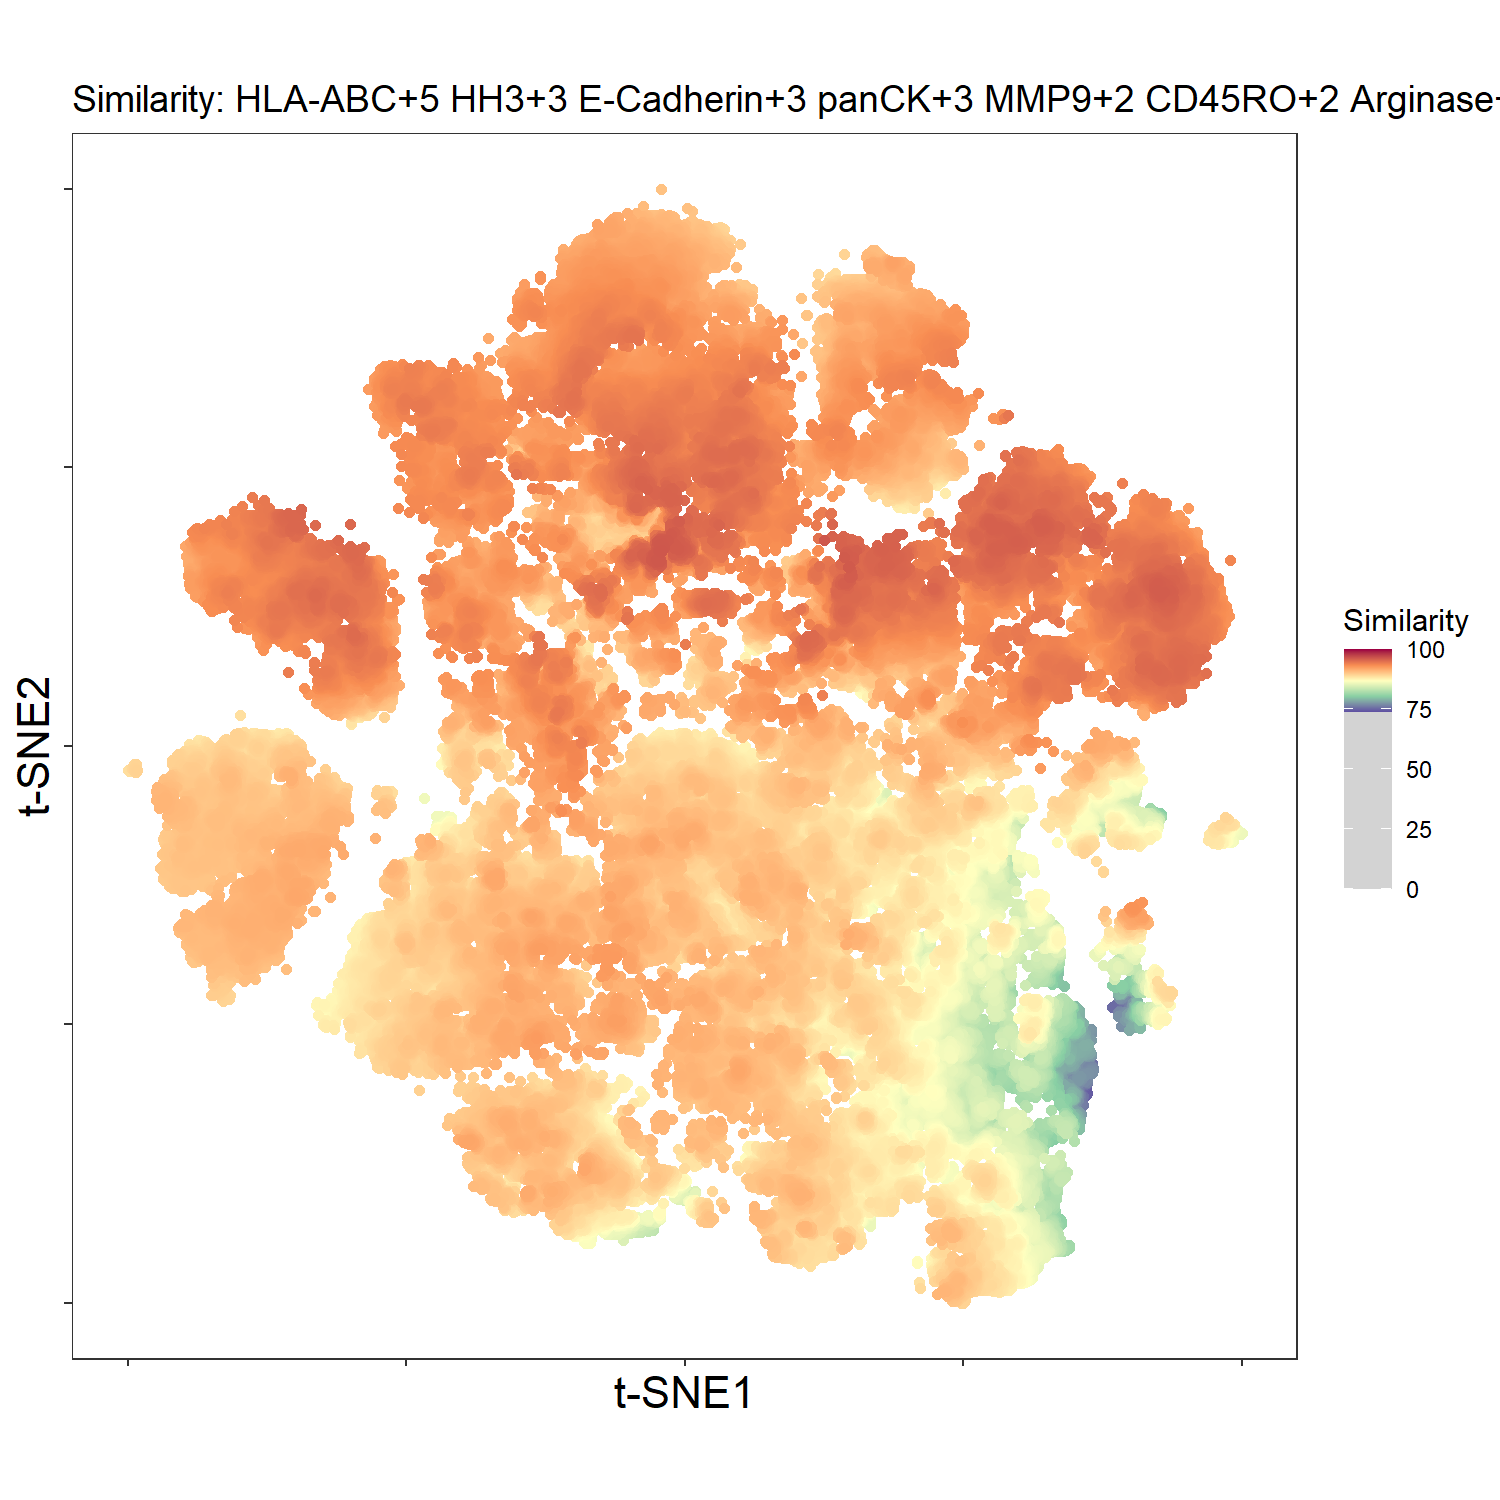 Similarity: HLA-ABC+5 HH3+3 E-Cadherin+3 panCK+3 MMP9+2 CD45RO+2 Arginase-
t-SNE2
t-SNE1
Similarity
100
75
50
25
0